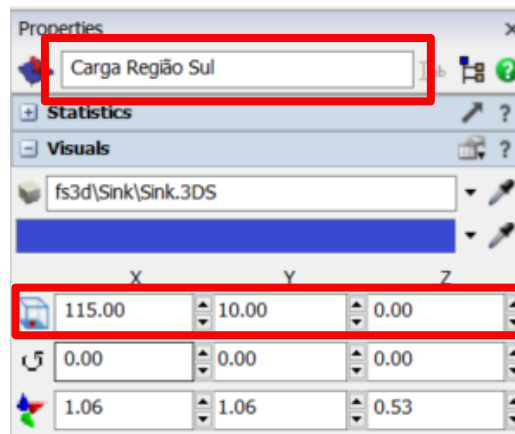 Properties ×
Carga Região Sul
+ Statistics ?
- Visuals ?
fs3d\Sink\Sink.3DS
X Y Z
115.00 10.00 0.00
0.00 0.00 0.00
1.06 1.06 0.53